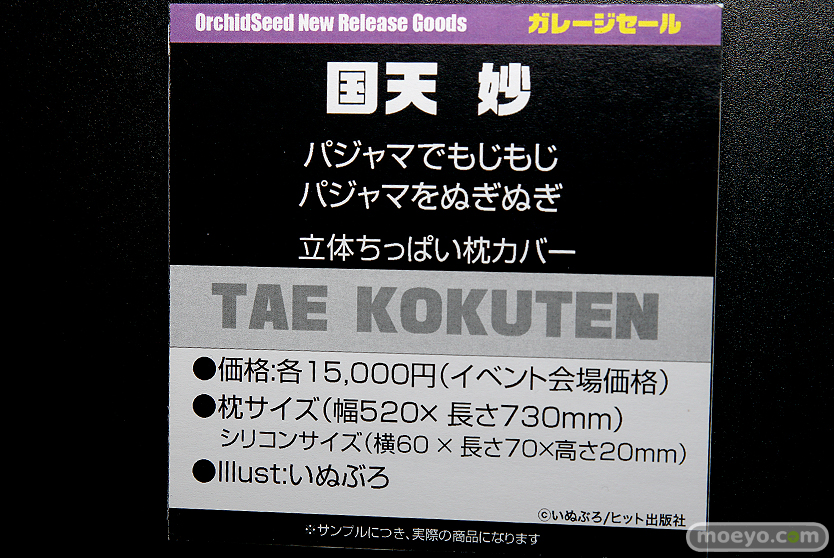 OrchidSeed New Release Goods ガレージセール
国天 妙
パジャマでもじもじ
パジャマをぬぎぬぎ
立体ちっぱい枕カバー
TAE KOKUTEN
●価格:各15,000円(イベント会場価格)
●枕サイズ(幅520× 長さ730mm)
シリコンサイズ(横60 × 長さ70×高さ20mm)
●Illust:いぬぶろ
©いぬぶろ/ヒット出版社
※サンプルにつき、実際の商品になります
moeyo.com